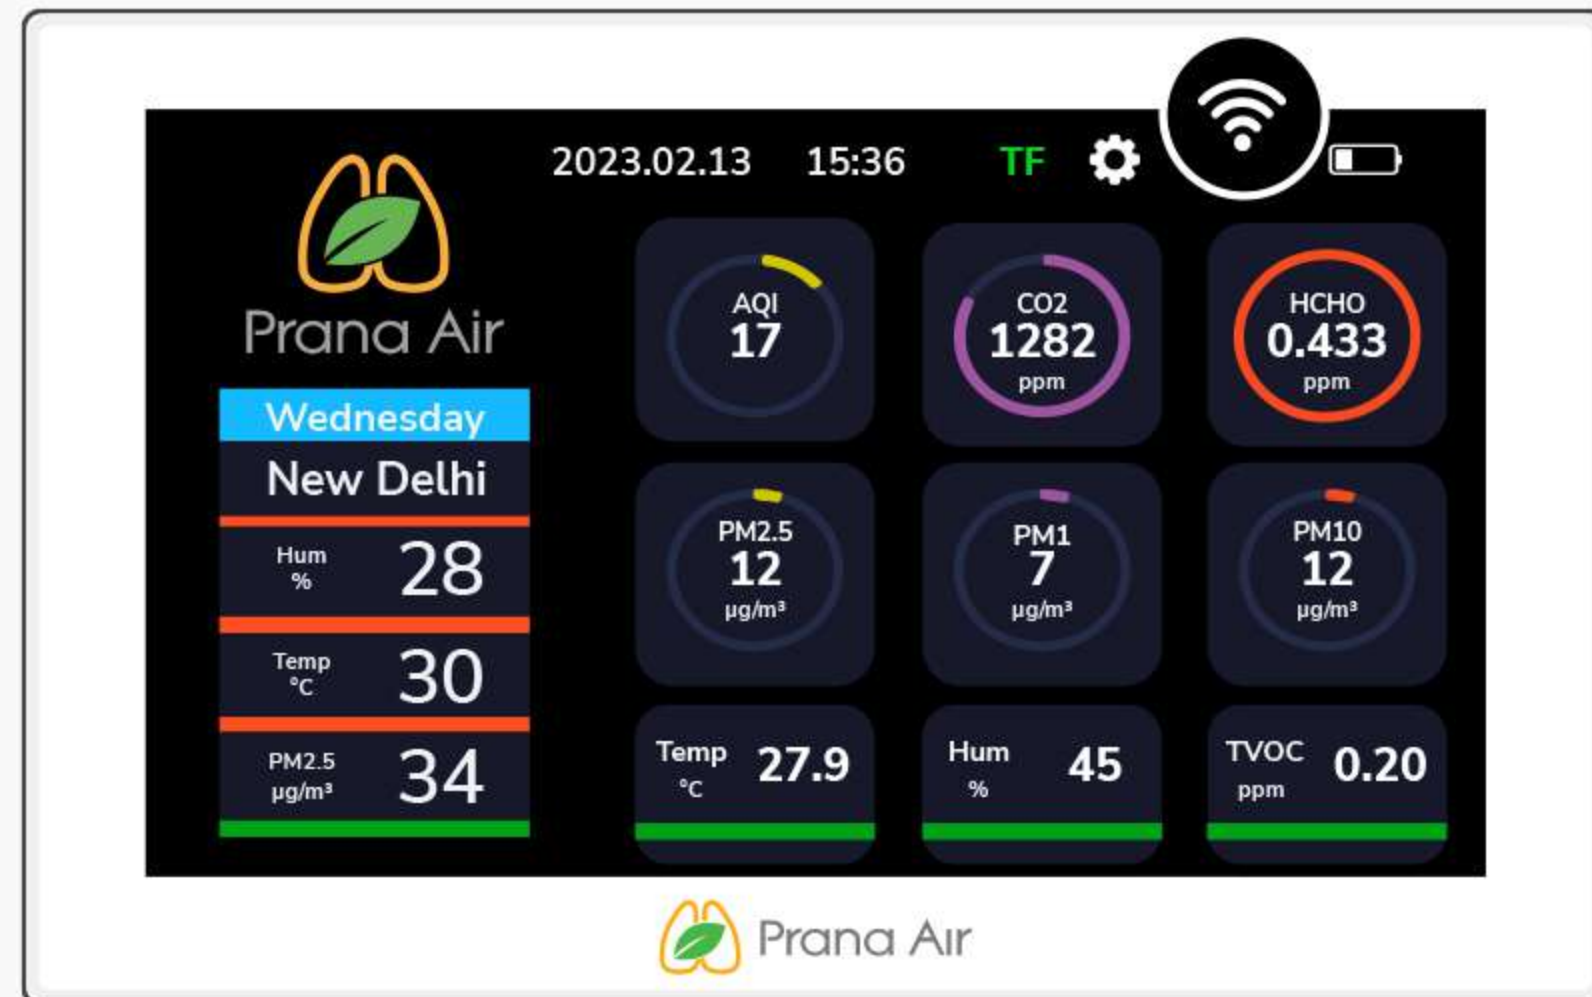 2023.02.13 15:36 TF
Prana Air
Wednesday
New Delhi
Hum
%
28
Temp
°C
30
PM2.5
µg/m³
34
AQI
17
CO2
1282
ppm
HCHO
0.433
ppm
PM2.5
12
µg/m³
PM1
7
µg/m³
PM10
12
µg/m³
Temp
°C
27.9
Hum
%
45
TVOC
ppm
0.20
Prana Air